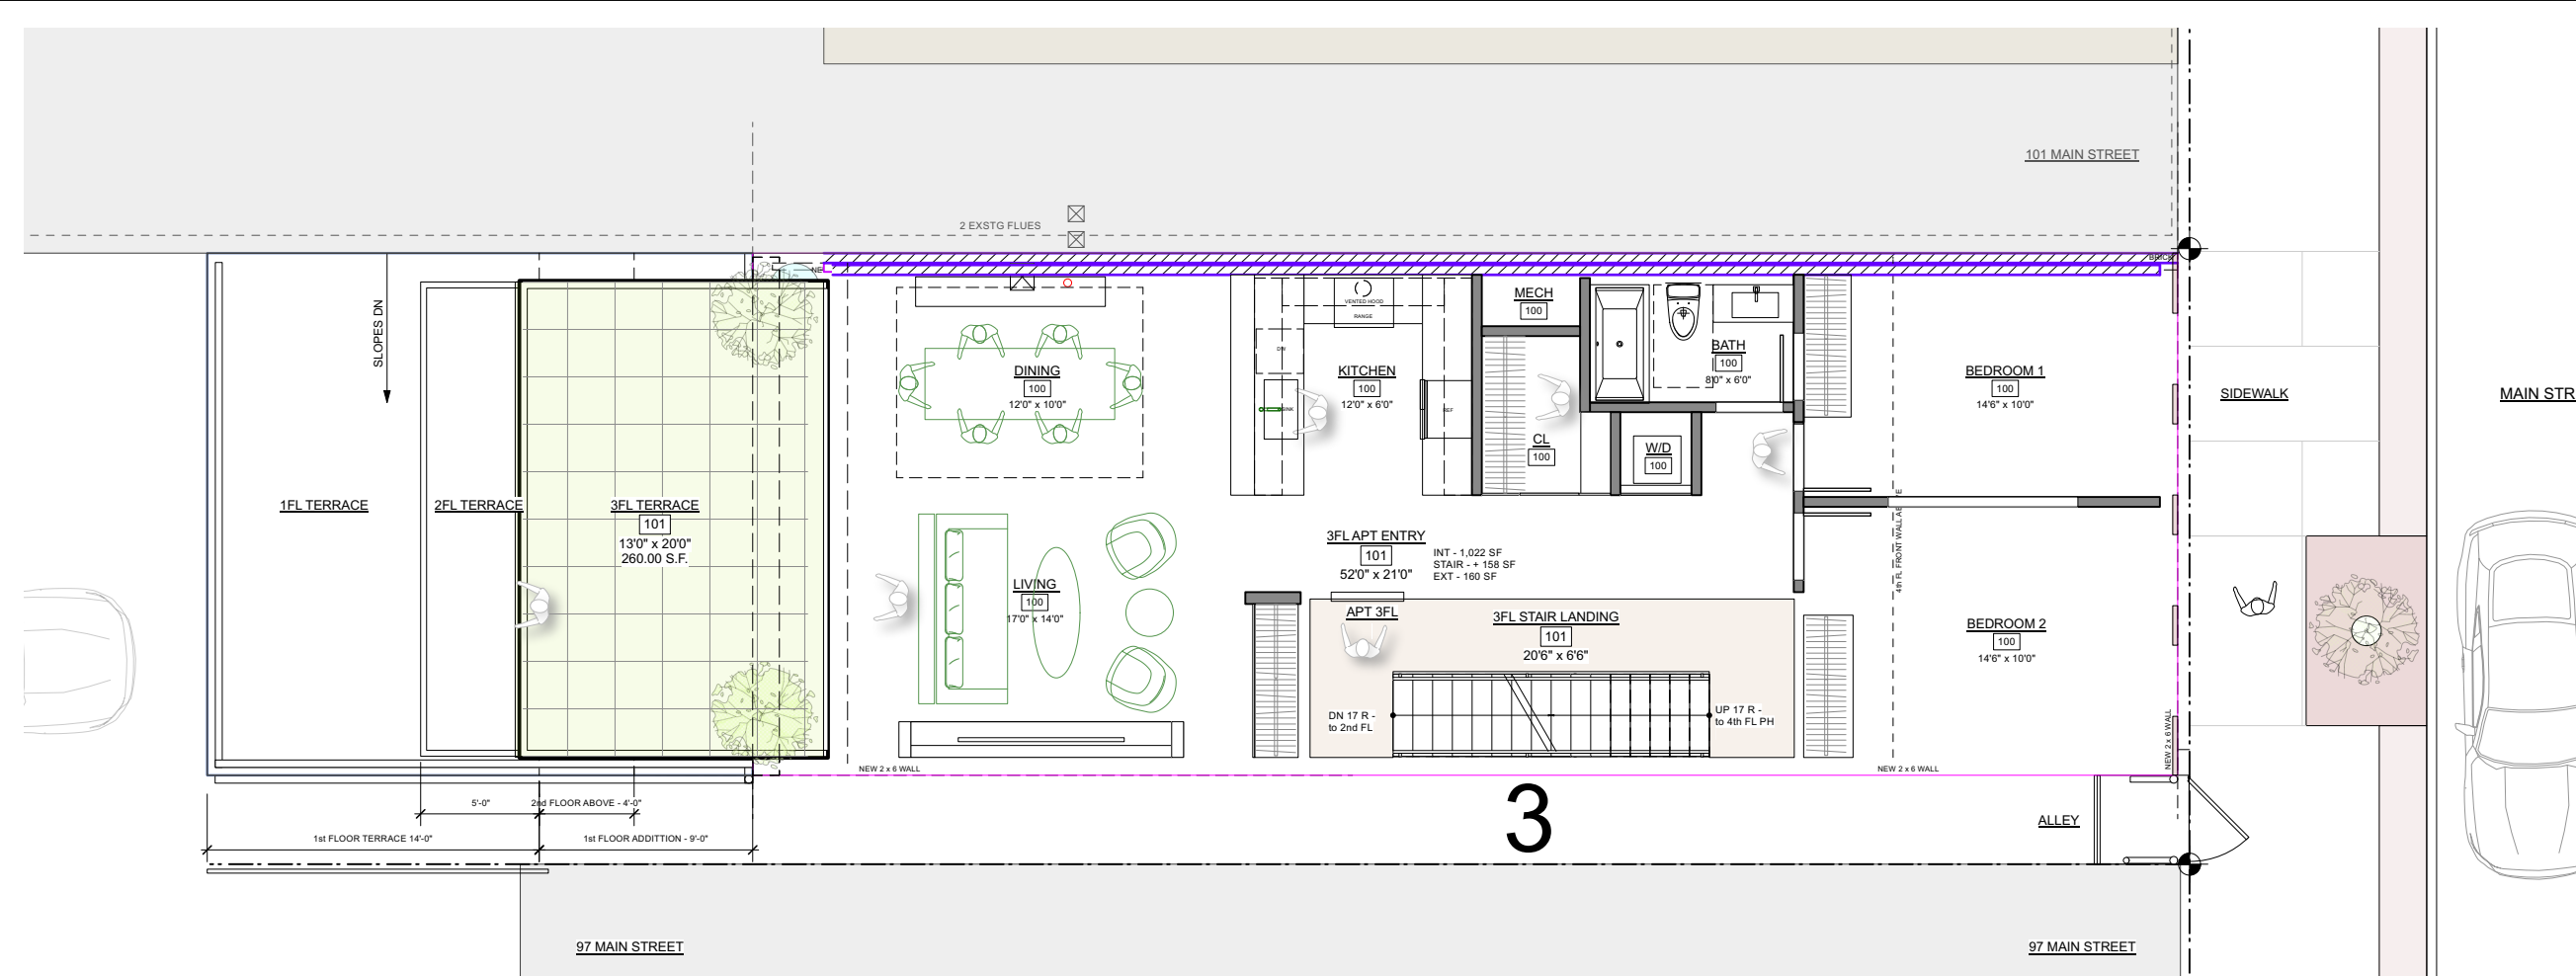 101 MAIN STREET
2 EXSTG FLUES
NE
BRICK
SLOPES DN
1FL TERRACE
2FL TERRACE
3FL TERRACE
101
13'0" x 20'0"
260.00 S.F.
DINING
100
12'0" x 10'0"
LIVING
100
17'0" x 14'0"
VENTED HOOD
RANGE
DW
SINK
REF
KITCHEN
100
12'0" x 6'0"
MECH
100
CL
100
BATH
100
8'0" x 6'0"
W/D
100
BEDROOM 1
100
14'6" x 10'0"
SIDEWALK
MAIN STR
3FL APT ENTRY
101
52'0" x 21'0"
INT - 1,022 SF
STAIR - + 158 SF
EXT - 160 SF
APT 3FL
3FL STAIR LANDING
101
20'6" x 6'6"
DN 17 R -
to 2nd FL
UP 17 R -
to 4th FL PH
4th FL FRONT WALL
BEDROOM 2
100
14'6" x 10'0"
NEW 2 x 6 WALL
NEW 2 x 6 WALL
NEW 2 x 6 WALL
5'-0"
2nd FLOOR ABOVE - 4'-0"
1st FLOOR TERRACE 14'-0"
1st FLOOR ADDITTION - 9'-0"
3
ALLEY
97 MAIN STREET
97 MAIN STREET